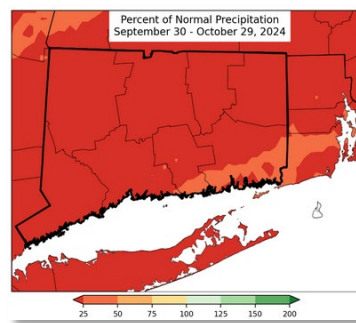 Percent of Normal Precipitation
September 30 - October 29, 2024
25 50 75 100 125 150 200